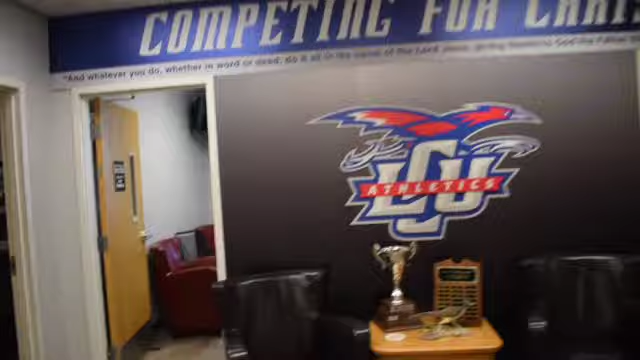 COMPETING FOR CHRIST
"And whatever you do, whether in word or deed, do it all in the name of the Lord Jesus, giving thanks to God the Father
LCU
ATHLETICS